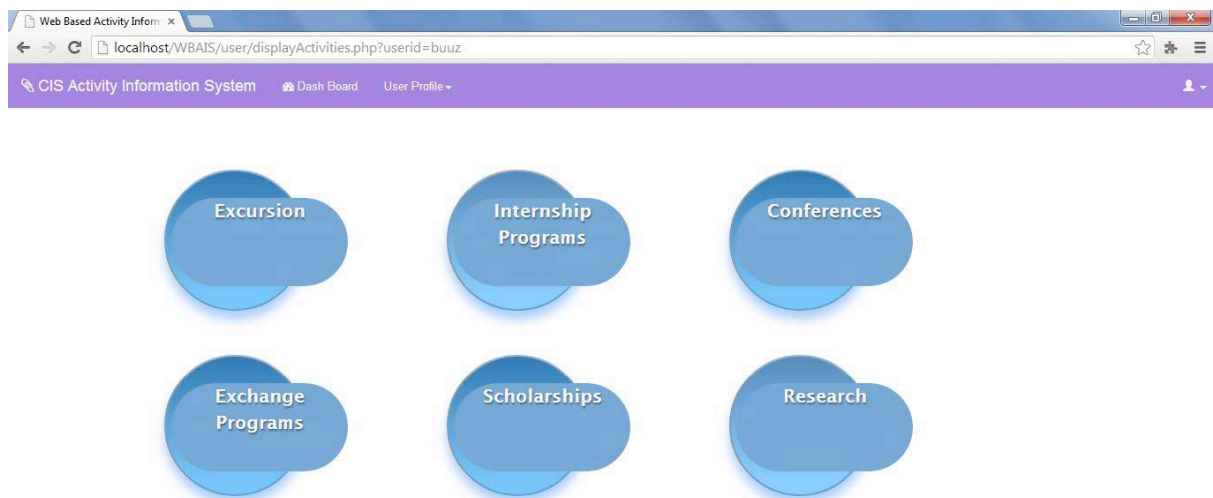 Web Based Activity Inform
localhost/WBAIS/user/displayActivities.php?userid=buuz
CIS Activity Information System Dash Board User Profile
Excursion
Internship
Programs
Conferences
Exchange
Programs
Scholarships
Research